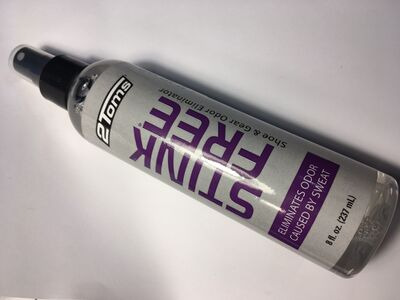 2Toms
STINK
FREE®
Shoe & Gear Odor Eliminator
ELIMINATES ODOR
CAUSED BY SWEAT
8 fl. oz. (237 mL)